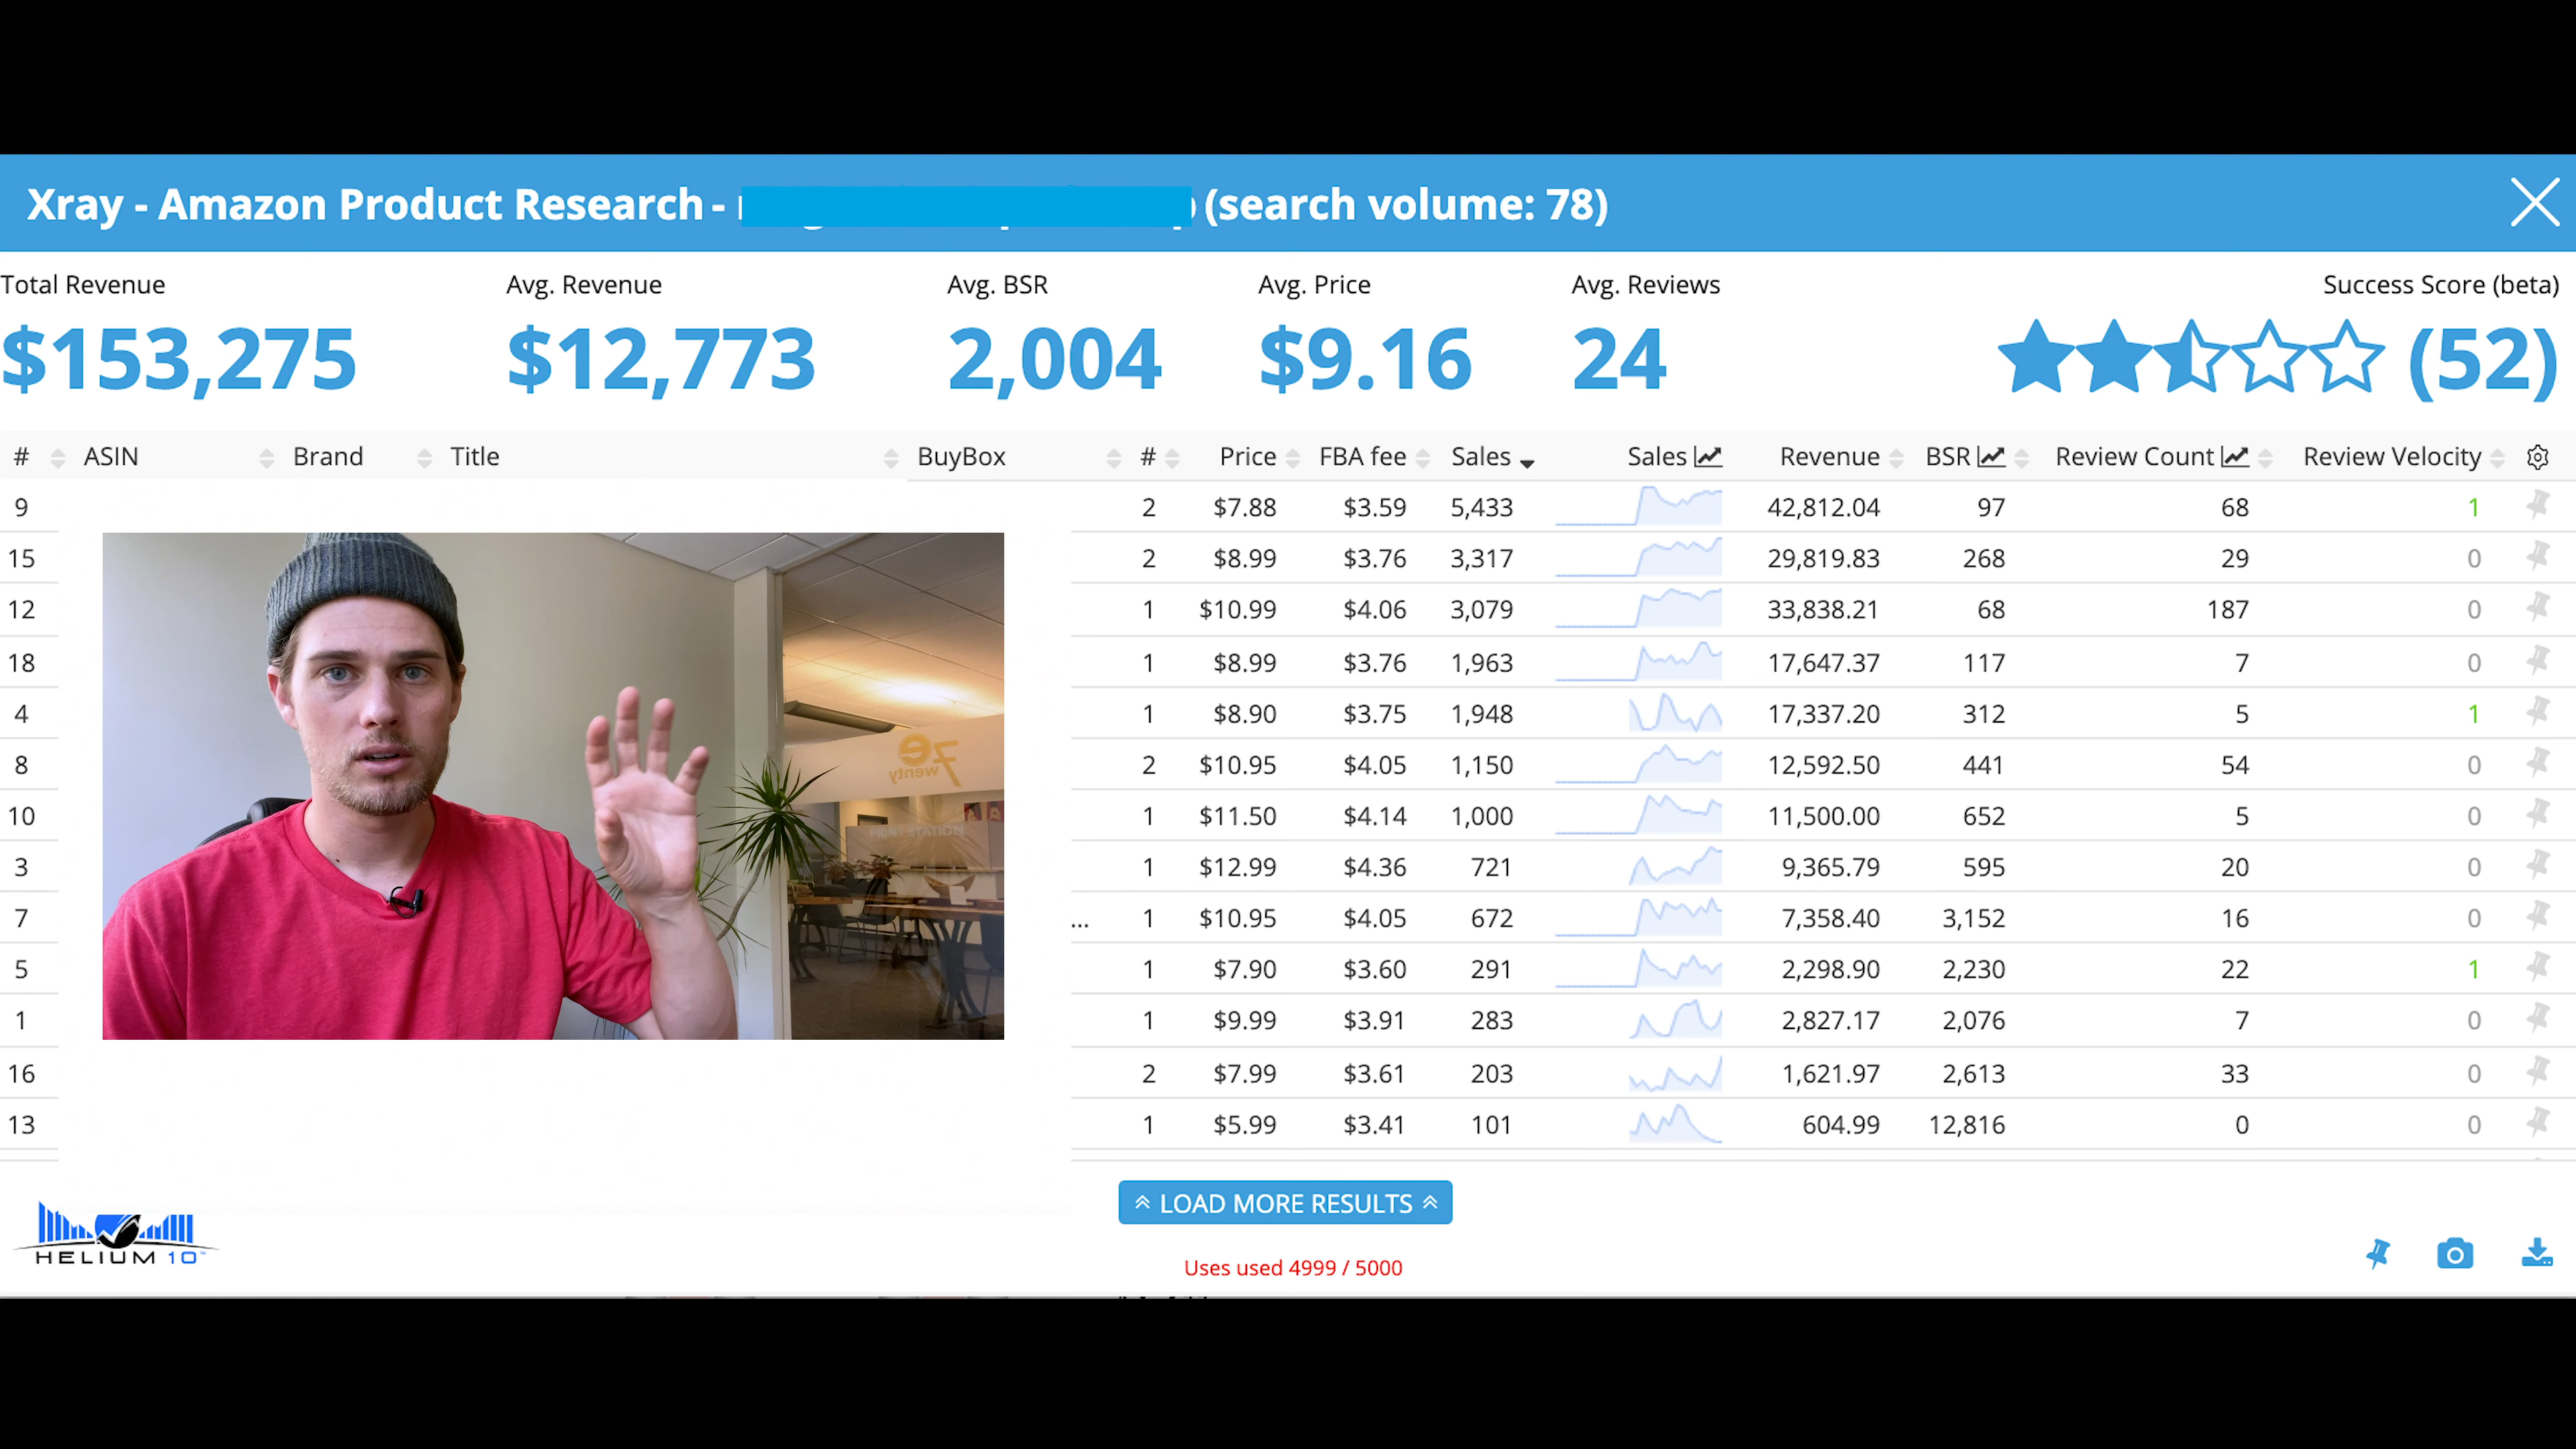 Xray - Amazon Product Research - (search volume: 78)
Total Revenue Avg. Revenue Avg. BSR Avg. Price Avg. Reviews Success Score (beta)
$153,275 $12,773 2,004 $9.16 24 (52)
# ASIN Brand Title BuyBox # Price FBA fee Sales Sales Revenue BSR Review Count Review Velocity
9 2 $7.88 $3.59 5,433 42,812.04 97 68 1
15 2 $8.99 $3.76 3,317 29,819.83 268 29 0
12 1 $10.99 $4.06 3,079 33,838.21 68 187 0
18 1 $8.99 $3.76 1,963 17,647.37 117 7 0
4 1 $8.90 $3.75 1,948 17,337.20 312 5 1
8 2 $10.95 $4.05 1,150 12,592.50 441 54 0
10 1 $11.50 $4.14 1,000 11,500.00 652 5 0
3 1 $12.99 $4.36 721 9,365.79 595 20 0
7 ... 1 $10.95 $4.05 672 7,358.40 3,152 16 0
5 1 $7.90 $3.60 291 2,298.90 2,230 22 1
1 1 $9.99 $3.91 283 2,827.17 2,076 7 0
16 2 $7.99 $3.61 203 1,621.97 2,613 33 0
13 1 $5.99 $3.41 101 604.99 12,816 0 0
7e
wenty
PRINT STATION
LOAD MORE RESULTS
HELIUM 10
Uses used 4999 / 5000